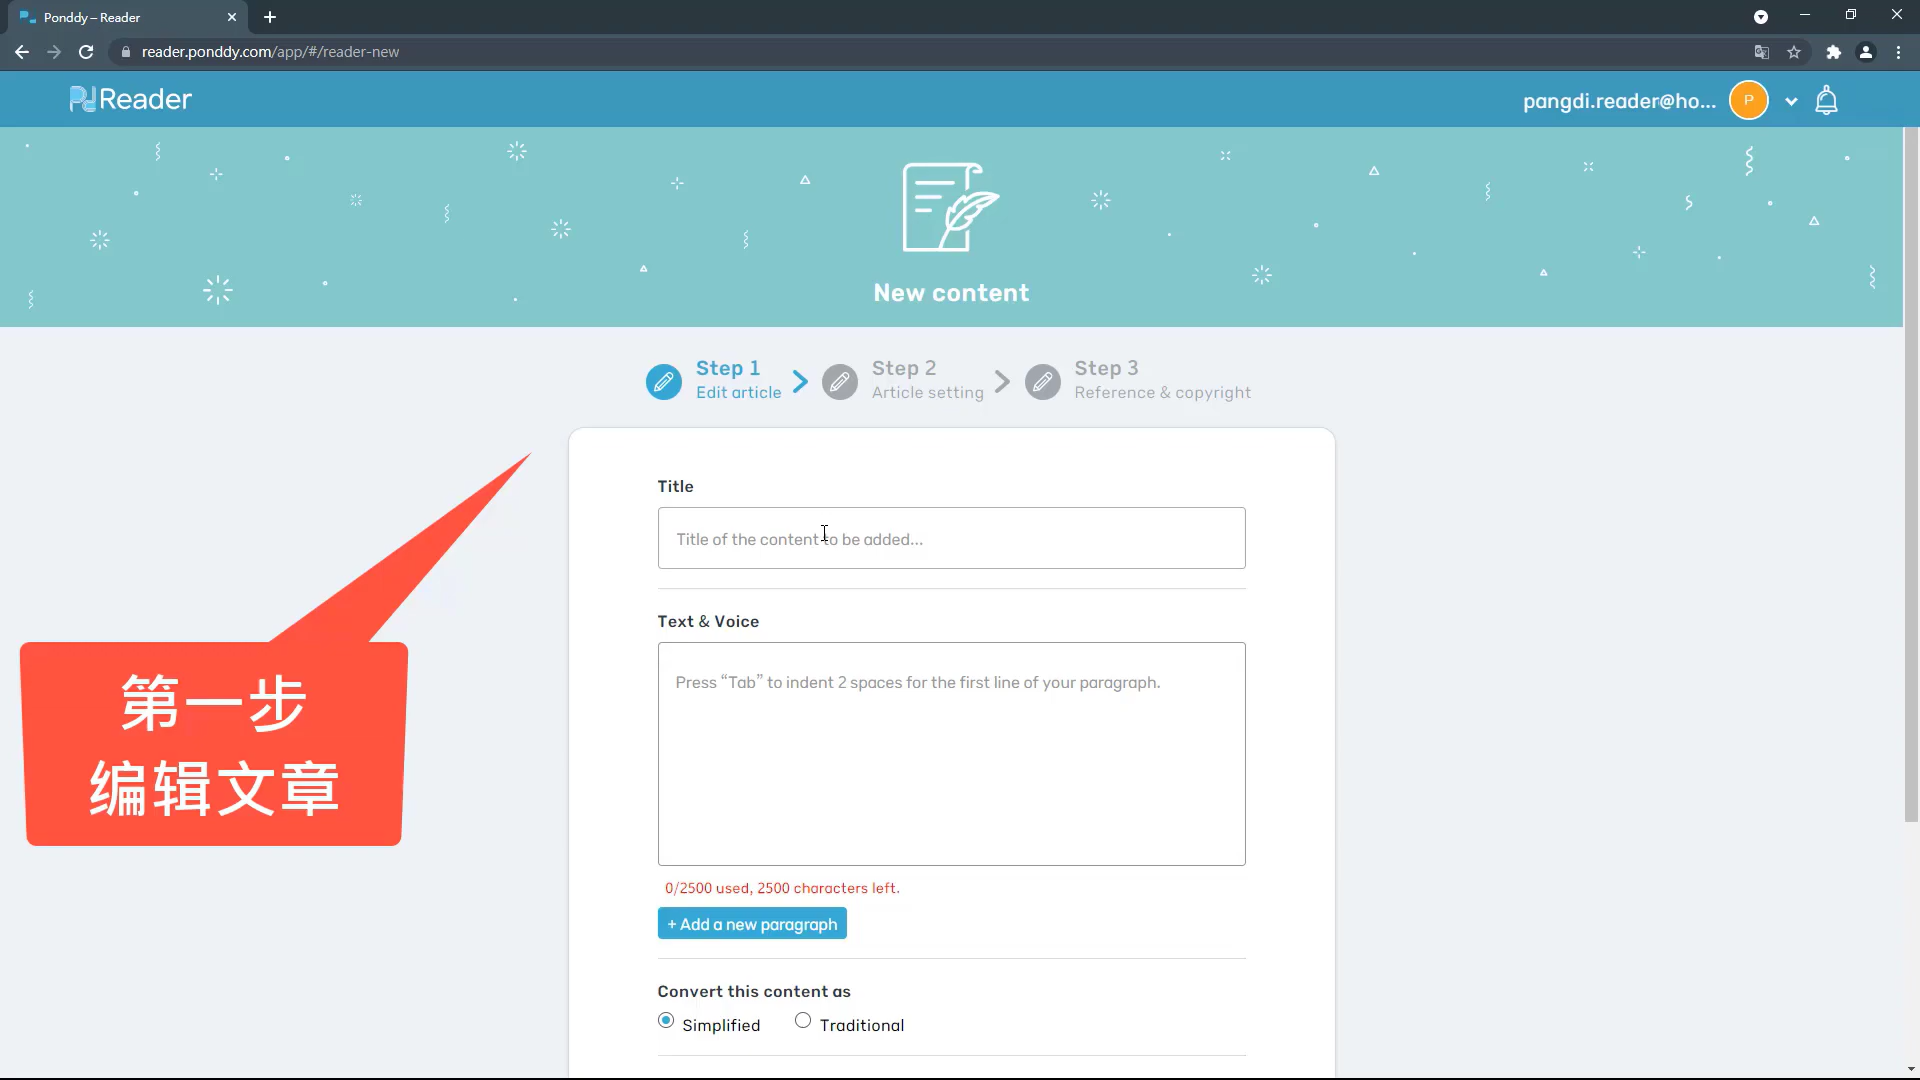 Ponddy – Reader
reader.ponddy.com/app/#/reader-new
Reader
pangdi.reader@ho...
P
New content
Step 1
Edit article
Step 2
Article setting
Step 3
Reference & copyright
Title
Title of the content to be added...
Text & Voice
Press “Tab” to indent 2 spaces for the first line of your paragraph.
第一步
编辑文章
0/2500 used, 2500 characters left.
+ Add a new paragraph
Convert this content as
Simplified
Traditional